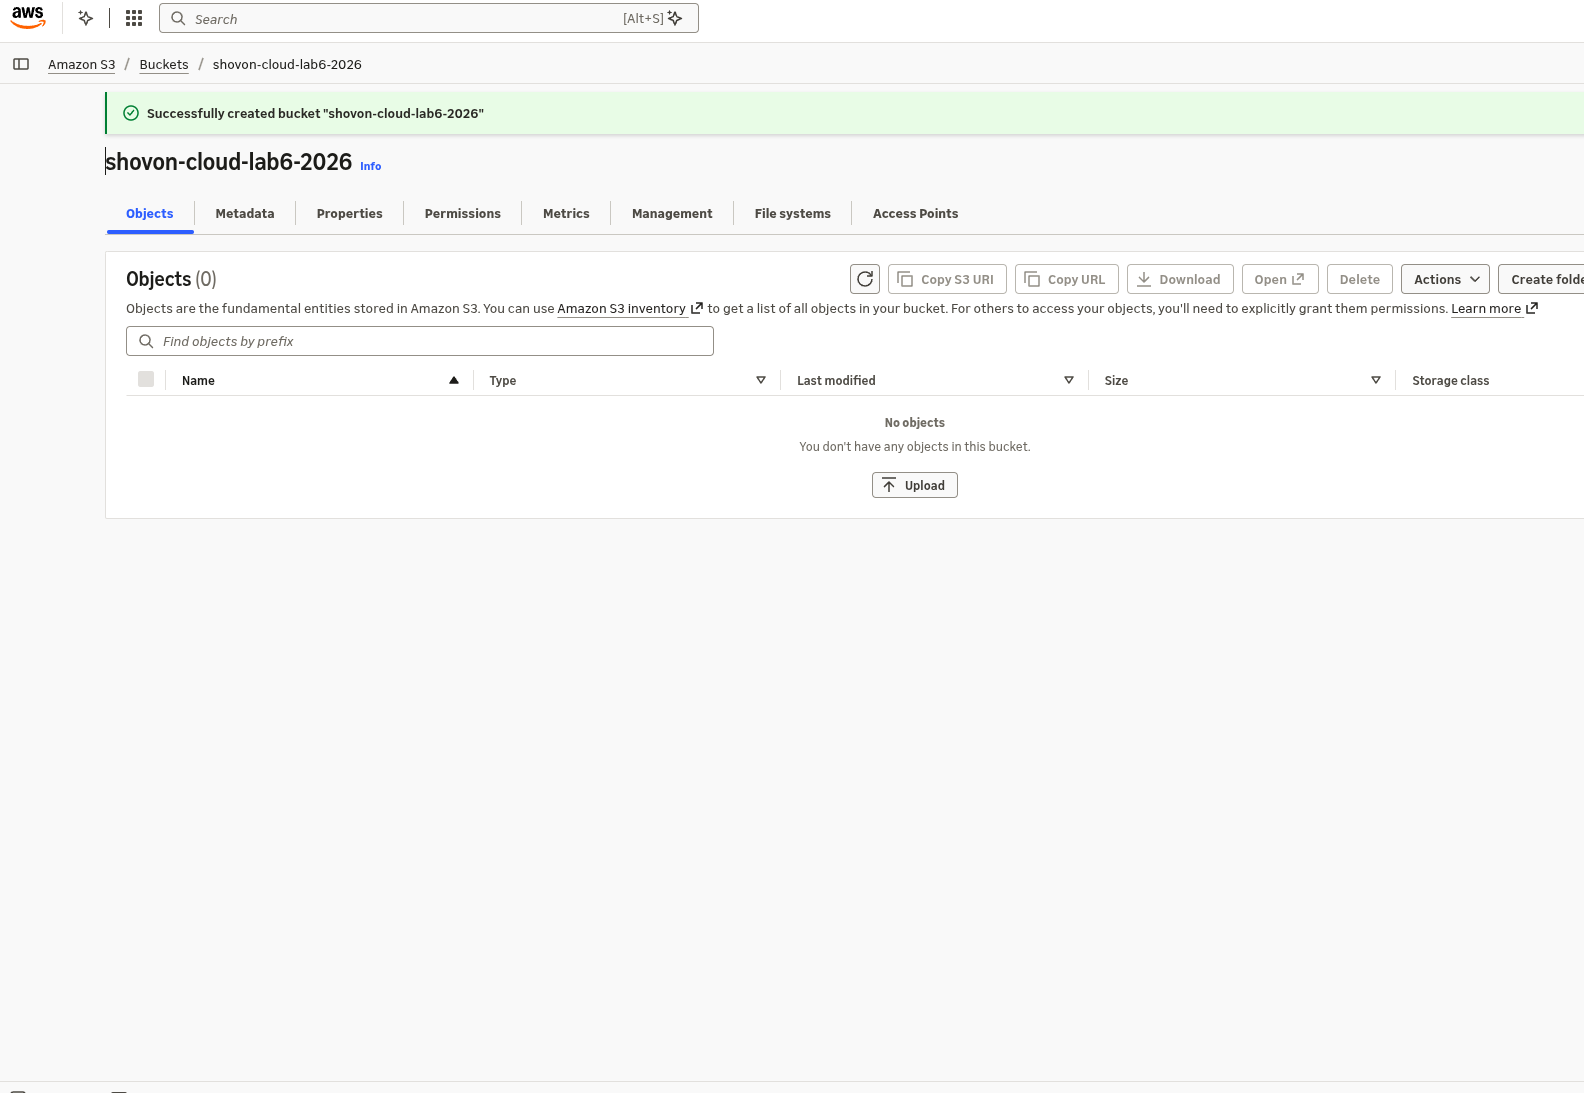 aws
Search [Alt+S]
Amazon S3 / Buckets / shovon-cloud-lab6-2026
Successfully created bucket "shovon-cloud-lab6-2026"
shovon-cloud-lab6-2026 Info
Objects Metadata Properties Permissions Metrics Management File systems Access Points
Objects (0) Copy S3 URI Copy URL Download Open Delete Actions Create folde
Objects are the fundamental entities stored in Amazon S3. You can use Amazon S3 inventory to get a list of all objects in your bucket. For others to access your objects, you'll need to explicitly grant them permissions. Learn more
Find objects by prefix
Name Type Last modified Size Storage class
No objects
You don't have any objects in this bucket.
Upload